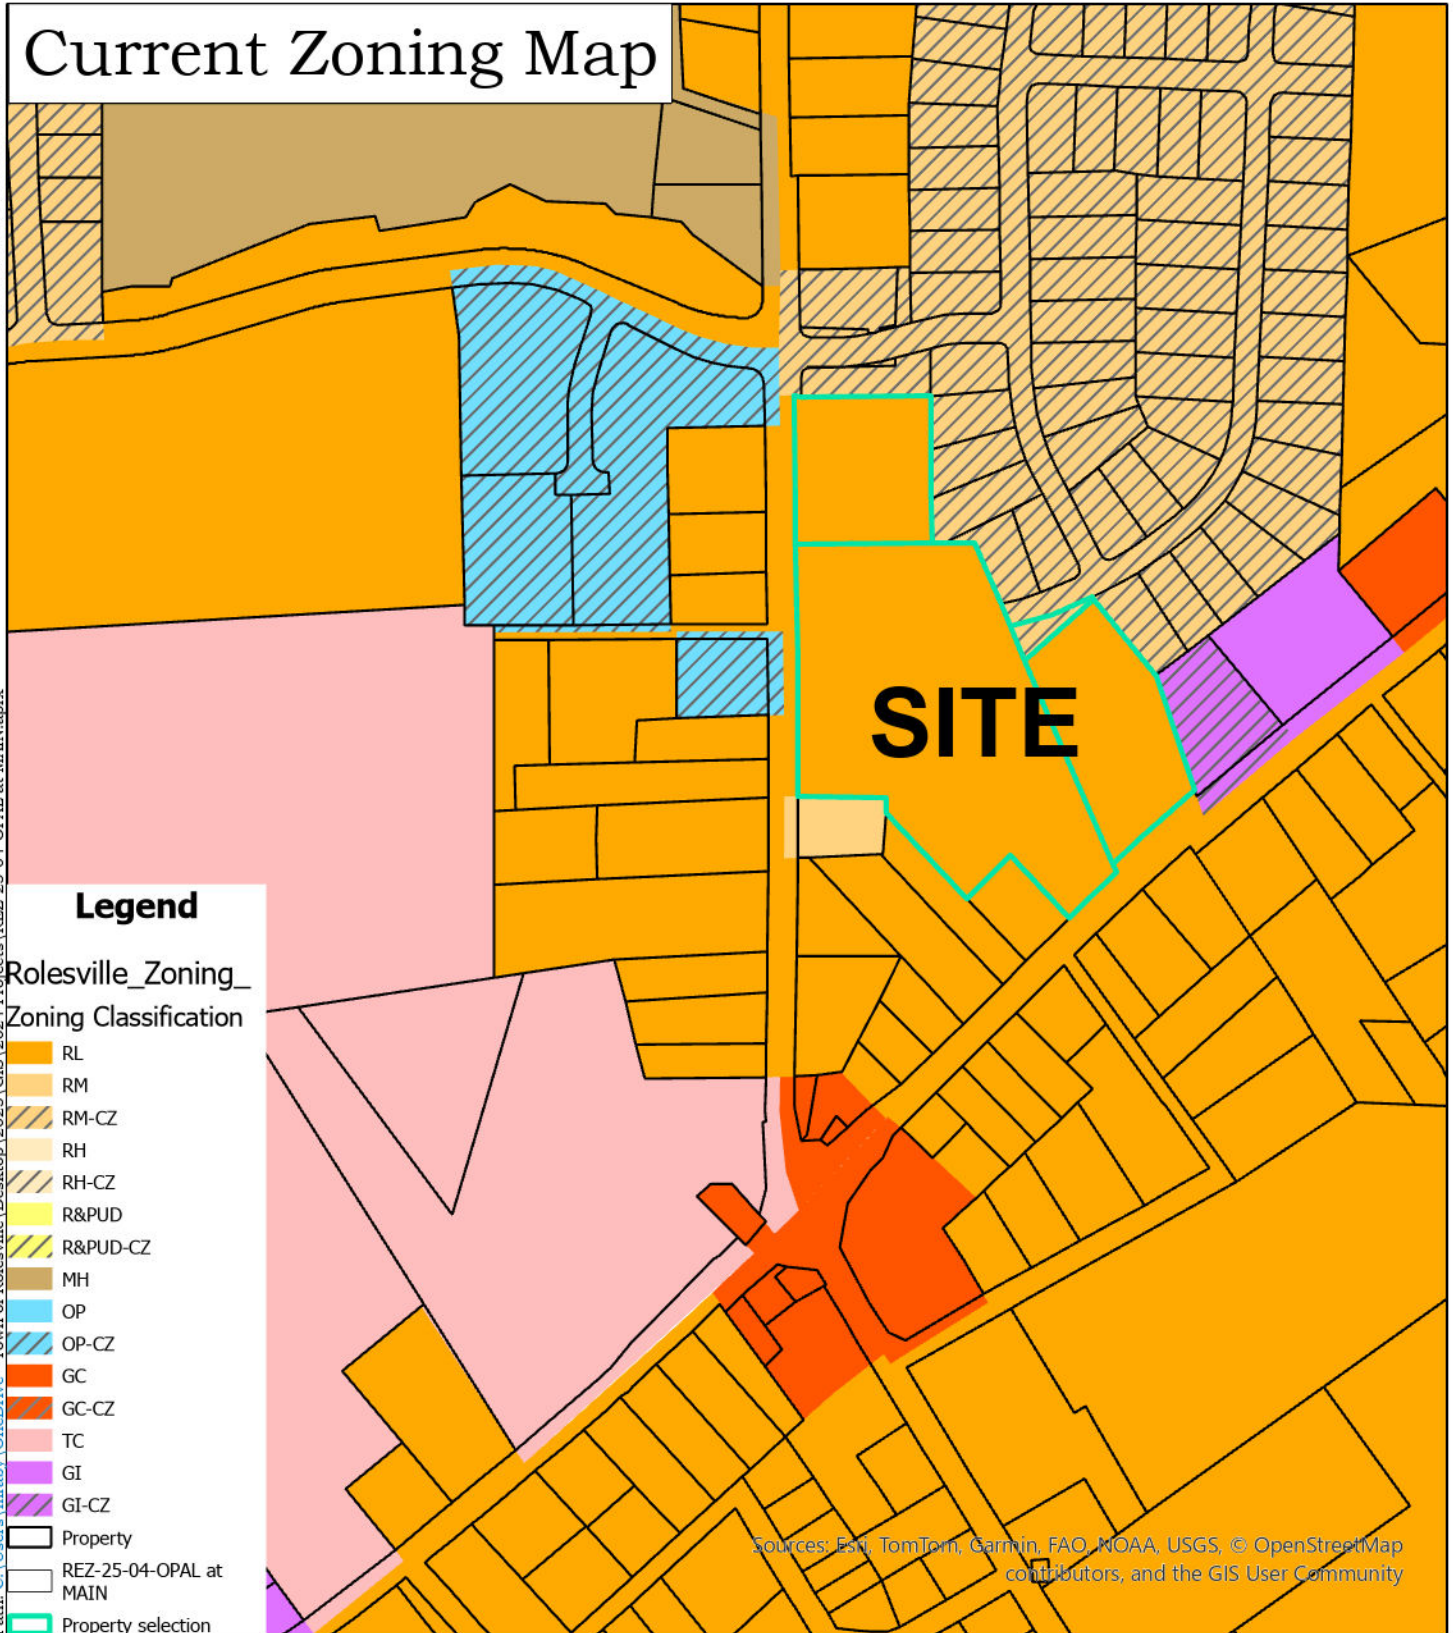 Current Zoning Map
SITE
Legend
Rolesville_Zoning_
Zoning Classification
RL
RM
RM-CZ
RH
RH-CZ
R&PUD
R&PUD-CZ
MH
OP
OP-CZ
GC
GC-CZ
TC
GI
GI-CZ
Property
REZ-25-04-OPAL at
MAIN
Property selection
Sources: Esri, TomTom, Garmin, FAO, NOAA, USGS, © OpenStreetMap
contributors, and the GIS User Community